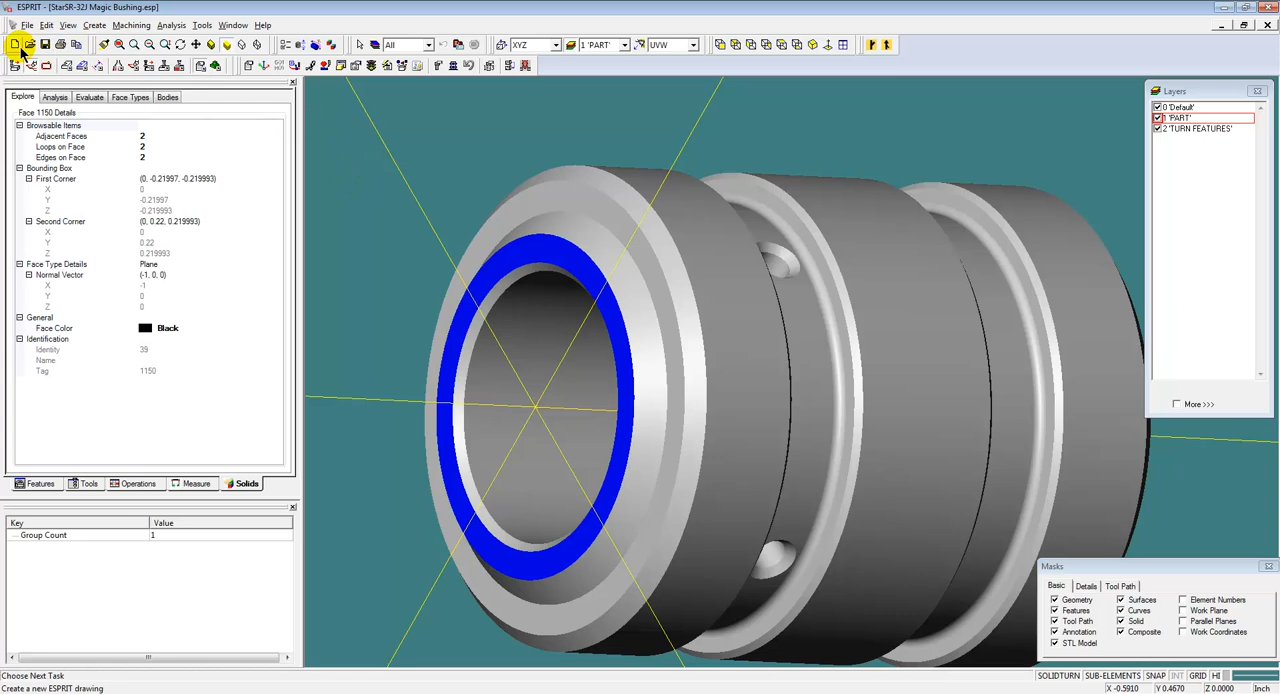 ESPRIT - [StarSR-32J Magic Bushing.esp]
File Edit View Create Machining Analysis Tools Window Help
All XYZ 1 'PART' UVW
Explore Analysis Evaluate Face Types Bodies
Face 1150 Details
Browsable Items
Adjacent Faces 2
Loops on Face 2
Edges on Face 2
Bounding Box
First Corner (0, -0.21997, -0.219993)
X 0
Y -0.21997
Z -0.219993
Second Corner (0, 0.22, 0.219993)
X 0
Y 0.22
Z 0.219993
Face Type Details Plane
Normal Vector (-1, 0, 0)
X -1
Y 0
Z 0
General
Face Color Black
Identification
Identity 39
Name
Tag 1150
Features Tools Operations Measure Solids
Key Value
Group Count 1
Layers
0 'Default'
1 'PART'
2 'TURN FEATURES'
More >>>
Masks
Basic Details Tool Path
Geometry Surfaces Element Numbers
Features Curves Work Plane
Tool Path Solid Parallel Planes
Annotation Composite Work Coordinates
STL Model
Choose Next Task SOLIDTURN SUB-ELEMENTS SNAP INT GRID HI
Create a new ESPRIT drawing X -0.5910 Y 0.4670 Z 0.0000 Inch